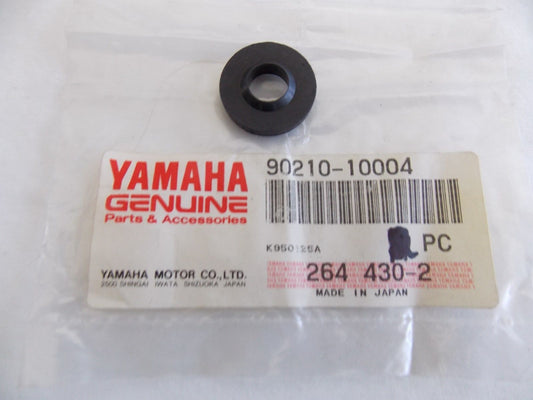 YAMAHA
GENUINE
Parts & Accessories
90210-10004
K950125A
PC
YAMAHA MOTOR CO.,LTD.
2500 SHINGAI IWATA SHIZUOKA JAPAN
264 430-2
MADE IN JAPAN